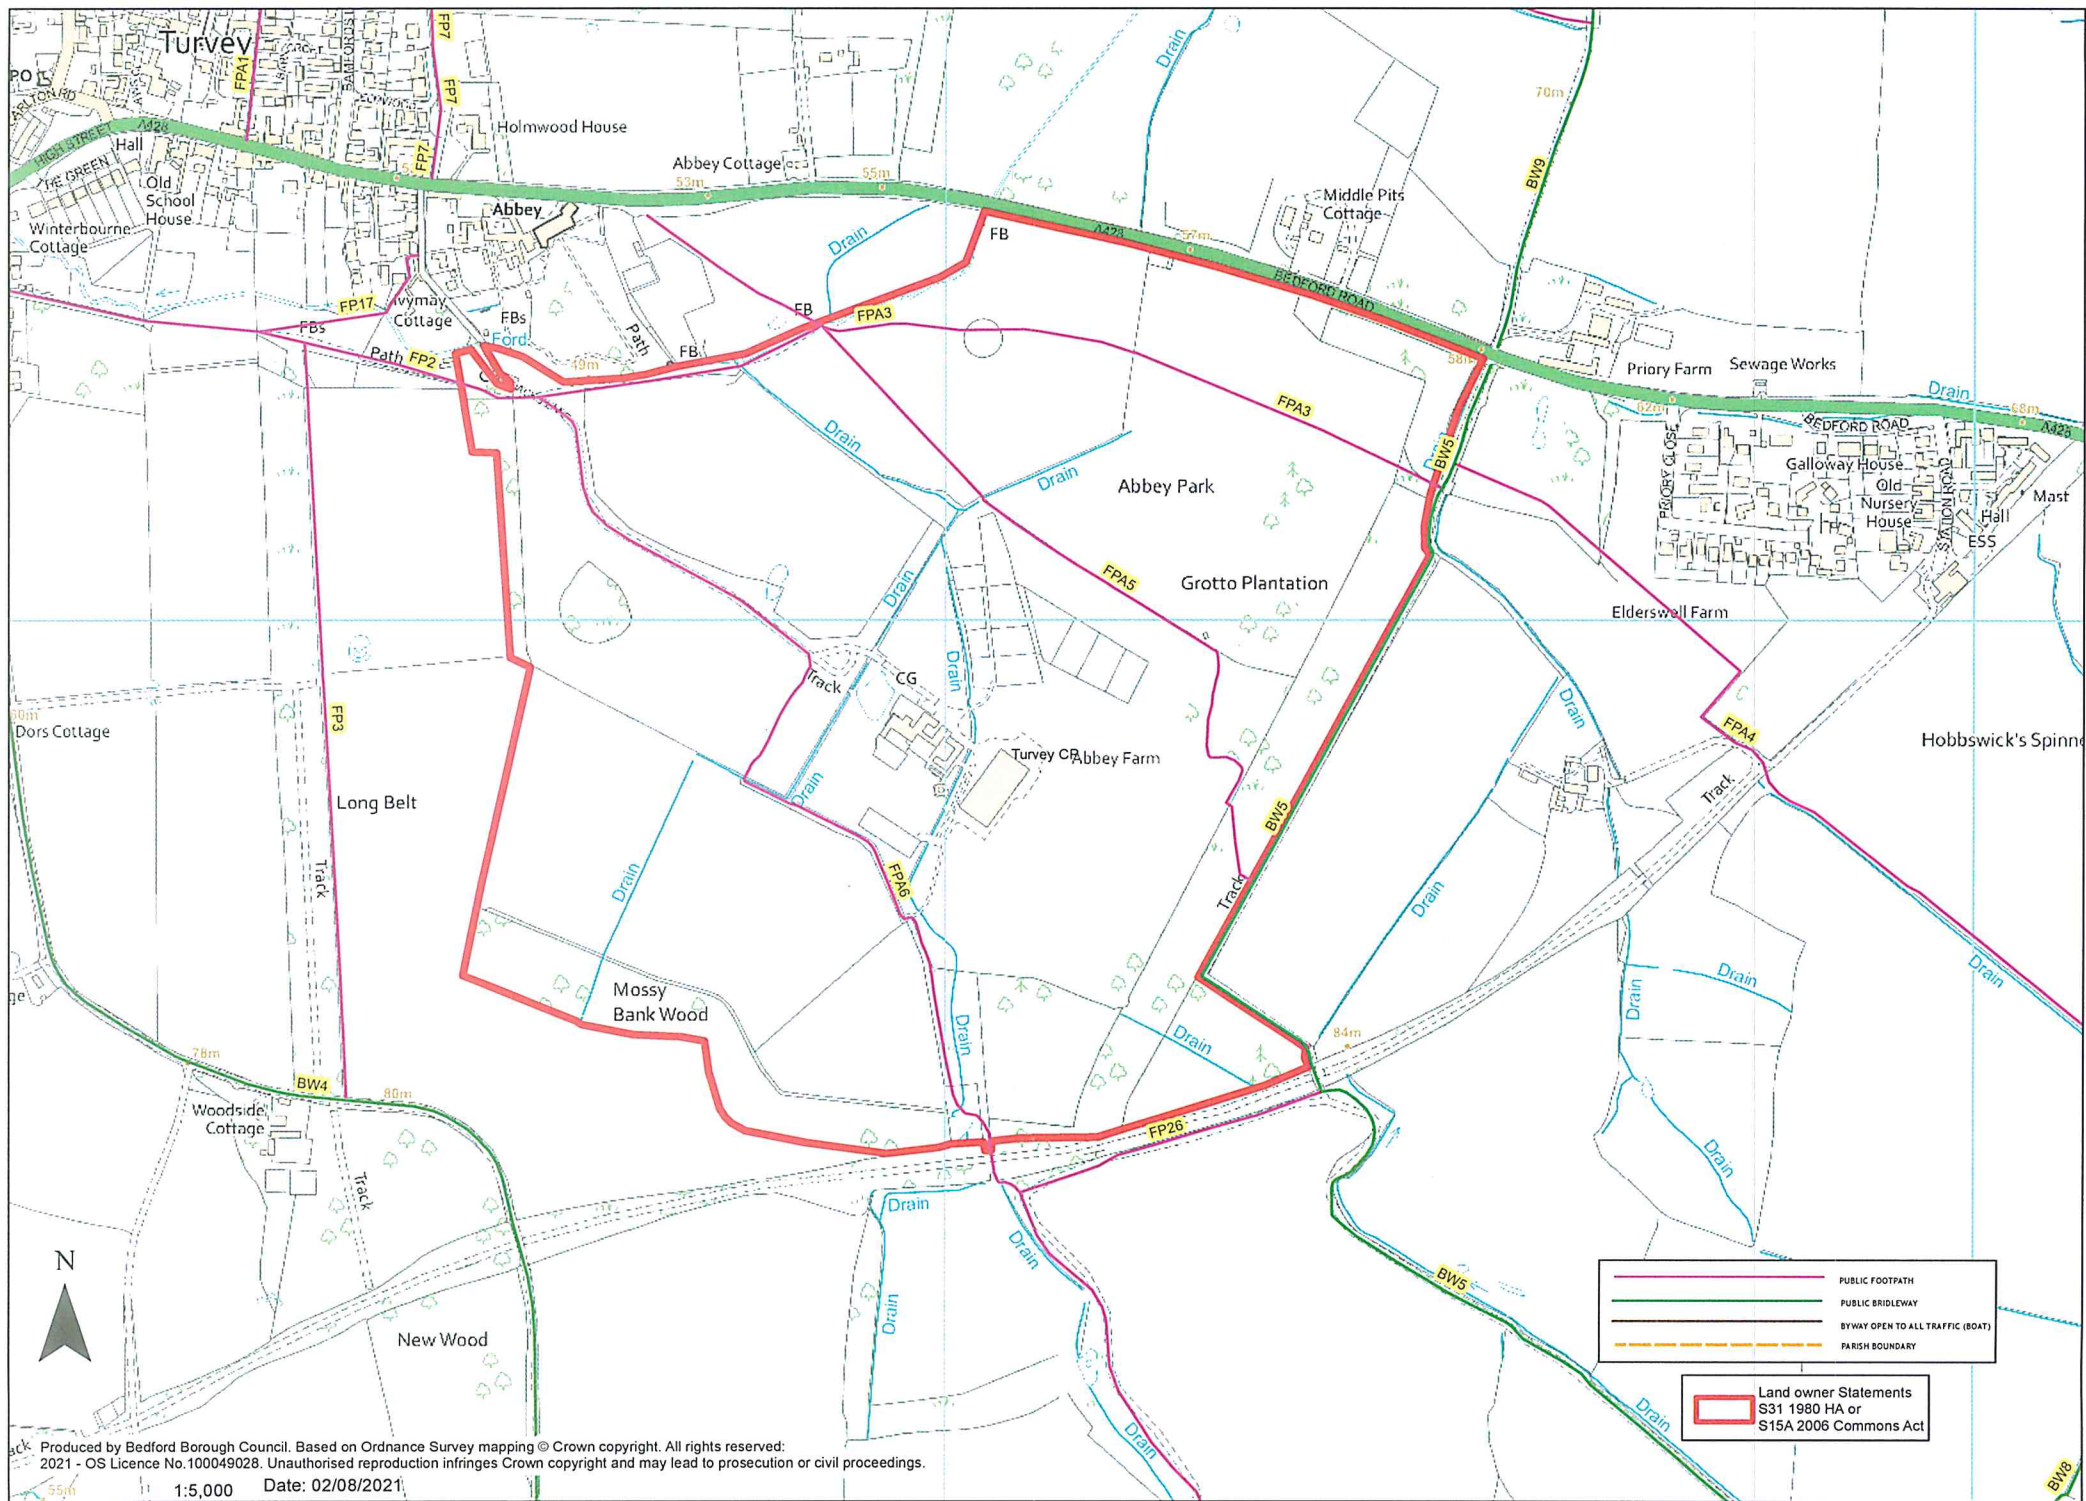 Turvey
PO
FPA1
FP7
FP7
FP7
HIGH STREET
A428
Hall
THE GREEN
Old
School
House
Winterbourne
Cottage
Holmwood House
Abbey Cottage
53m
55m
Abbey
Drain
70m
BW9
Middle Pits
Cottage
FB
A428
57m
BEDFORD ROAD
Drain
FB
FPA3
FP17
Ivymay
Cottage
FBs
FBs
Ford
Path
FB
Path
FP2
49m
58m
Priory Farm
Sewage Works
Drain
62m
68m
A428
BEDFORD ROAD
FPA3
Drain
BW5
Drain
Drain
Abbey Park
PRIORY CLOSE
Galloway House
Old
Nursery
House
STATION ROAD
Hall
Mast
ESS
FPA5
Grotto Plantation
Drain
Elderswell Farm
Drain
Track
CG
Drain
60m
Dors Cottage
FP3
FPA4
Hobbswick's Spinn
Turvey CP
Abbey Farm
Drain
Long Belt
Track
BW5
Track
Drain
FPA6
Track
Drain
Drain
Drain
Drain
Mossy
Bank Wood
Drain
Drain
Drain
84m
78m
BW4
80m
Woodside
Cottage
Track
FP26
Drain
Drain
Drain
Drain
BW5
N
New Wood
Drain
Drain
BW8
PUBLIC FOOTPATH
PUBLIC BRIDLEWAY
BYWAY OPEN TO ALL TRAFFIC (BOAT)
PARISH BOUNDARY
Land owner Statements
S31 1980 HA or
S15A 2006 Commons Act
Produced by Bedford Borough Council. Based on Ordnance Survey mapping © Crown copyright. All rights reserved:
2021 - OS Licence No.100049028. Unauthorised reproduction infringes Crown copyright and may lead to prosecution or civil proceedings.
55m
1:5,000 Date: 02/08/2021